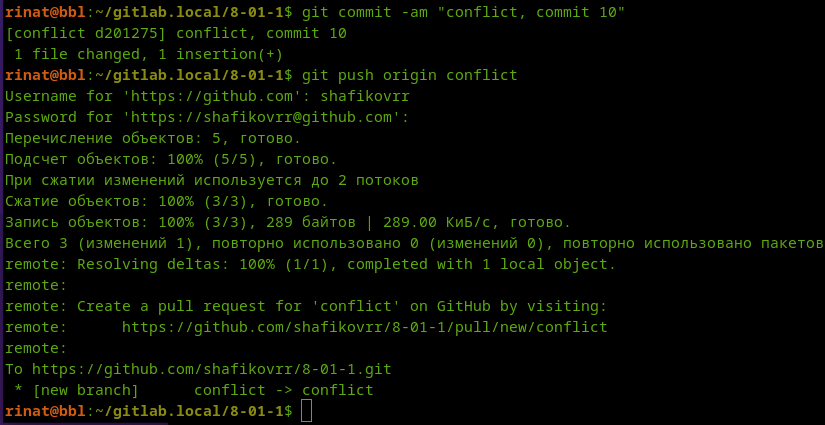 rinat@bbl:~/gitlab.local/8-01-1$ git commit -am "conflict, commit 10"
[conflict d201275] conflict, commit 10
 1 file changed, 1 insertion(+)
rinat@bbl:~/gitlab.local/8-01-1$ git push origin conflict
Username for 'https://github.com': shafikovrr
Password for 'https://shafikovrr@github.com':
Перечисление объектов: 5, готово.
Подсчет объектов: 100% (5/5), готово.
При сжатии изменений используется до 2 потоков
Сжатие объектов: 100% (3/3), готово.
Запись объектов: 100% (3/3), 289 байтов | 289.00 КиБ/с, готово.
Всего 3 (изменений 1), повторно использовано 0 (изменений 0), повторно использовано пакетов
remote: Resolving deltas: 100% (1/1), completed with 1 local object.
remote:
remote: Create a pull request for 'conflict' on GitHub by visiting:
remote:      https://github.com/shafikovrr/8-01-1/pull/new/conflict
remote:
To https://github.com/shafikovrr/8-01-1.git
 * [new branch]      conflict -> conflict
rinat@bbl:~/gitlab.local/8-01-1$